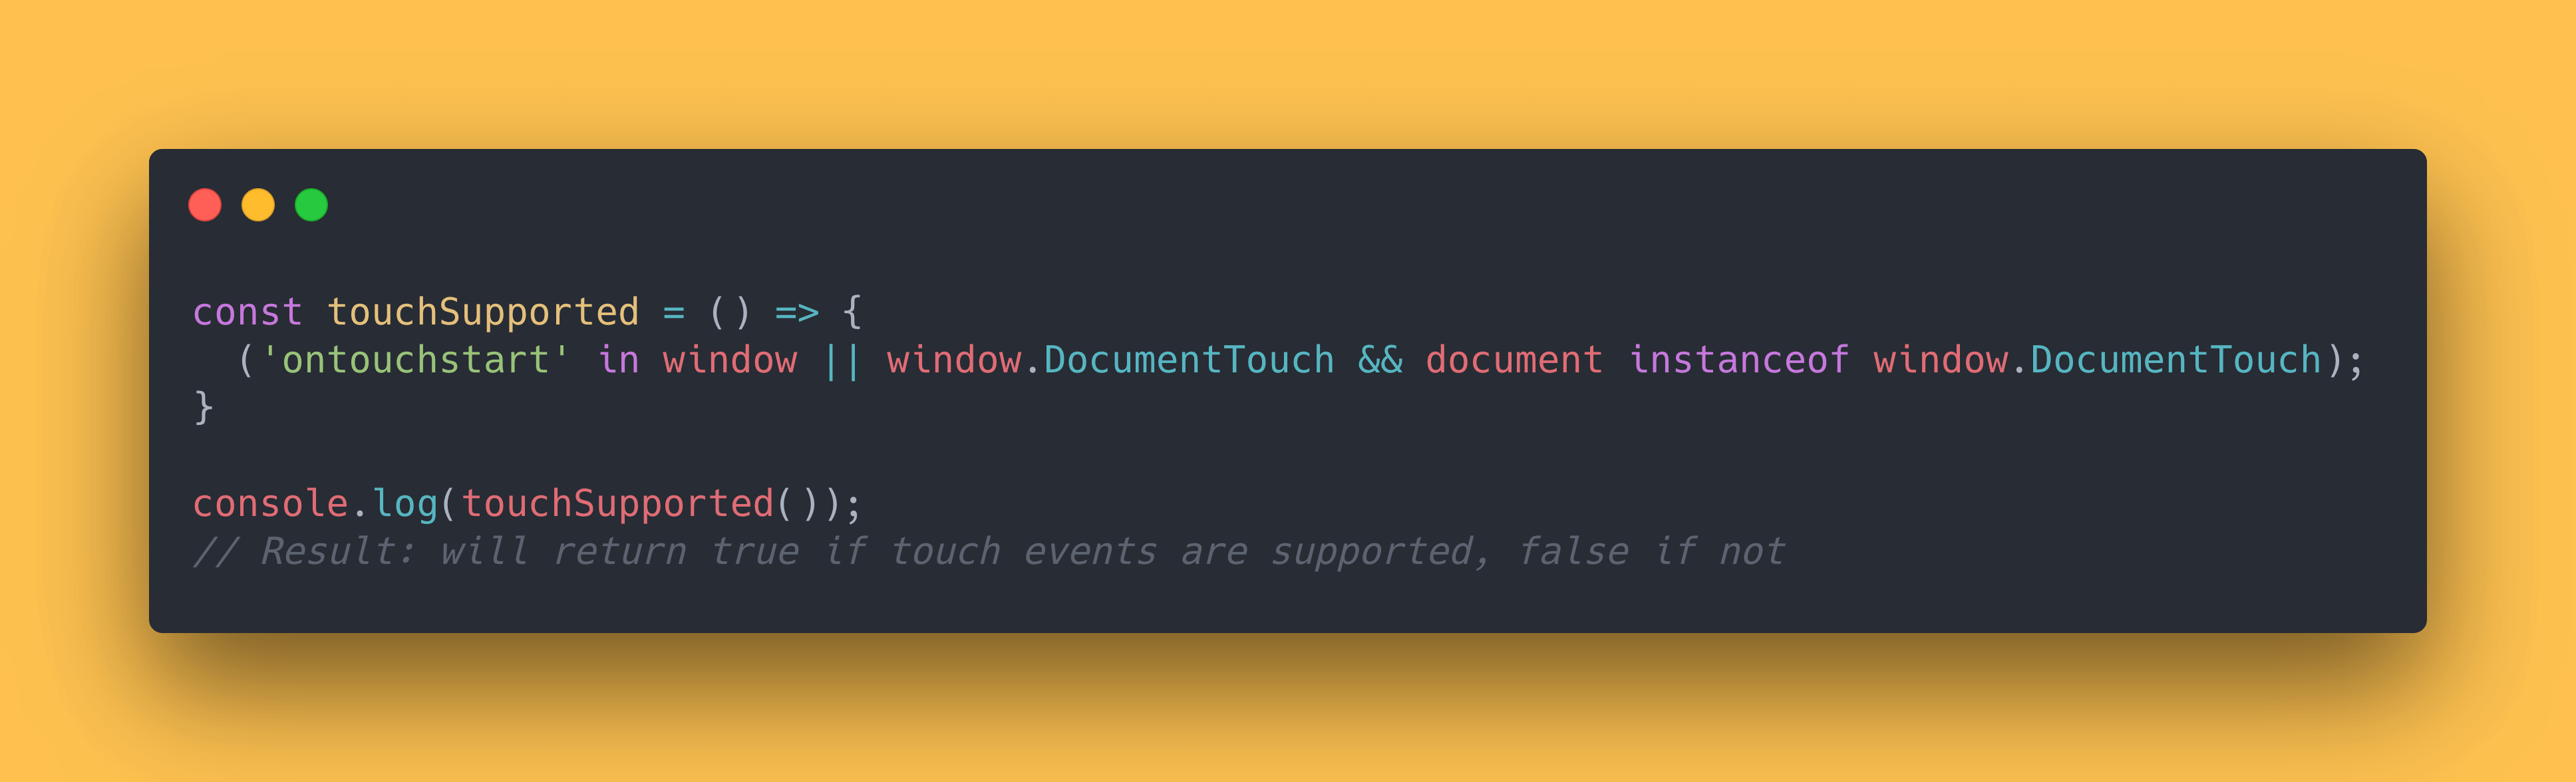 const touchSupported = () => {
  ('ontouchstart' in window || window.DocumentTouch && document instanceof window.DocumentTouch);
}
console.log(touchSupported());
// Result: will return true if touch events are supported, false if not